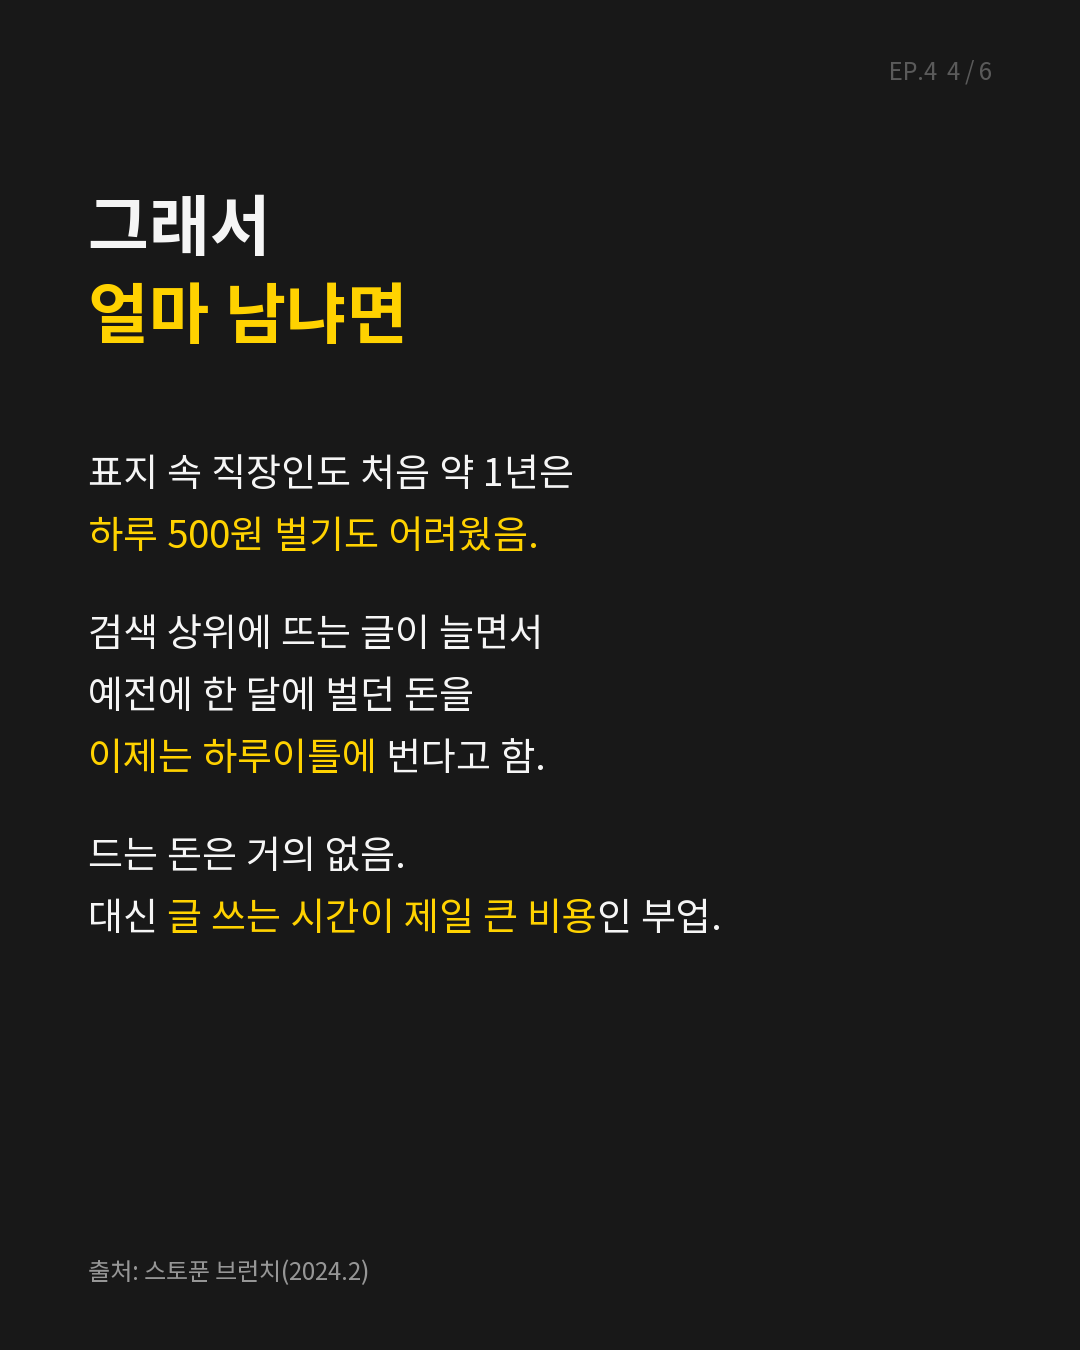 EP.4 4 / 6
그래서
얼마 남냐면
표지 속 직장인도 처음 약 1년은
하루 500원 벌기도 어려웠음.
검색 상위에 뜨는 글이 늘면서
예전에 한 달에 벌던 돈을
이제는 하루이틀에 번다고 함.
드는 돈은 거의 없음.
대신 글 쓰는 시간이 제일 큰 비용인 부업.
출처: 스토푼 브런치(2024.2)